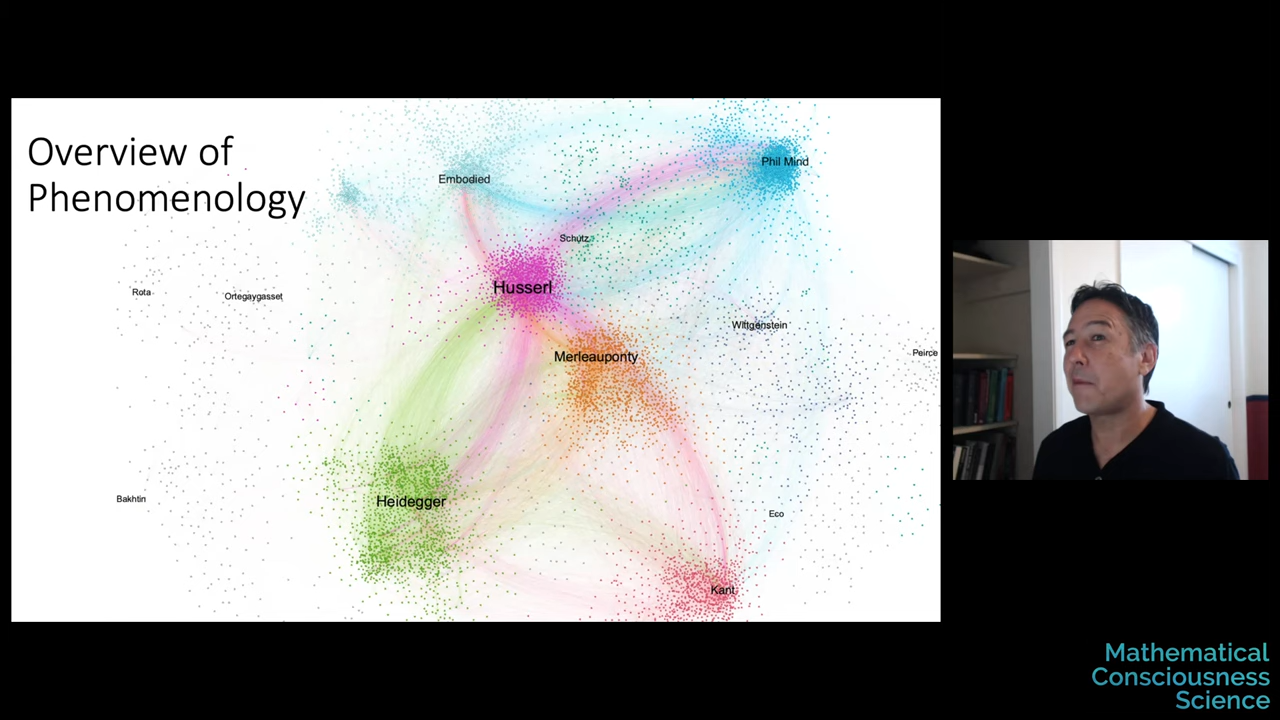 Overview of
Phenomenology
Phil Mind
Embodied
Schutz
Husserl
Rota
Ortegaygasset
Wittgenstein
Merleauponty
Peirce
Bakhtin
Heidegger
Eco
Kant
Mathematical
Consciousness
Science